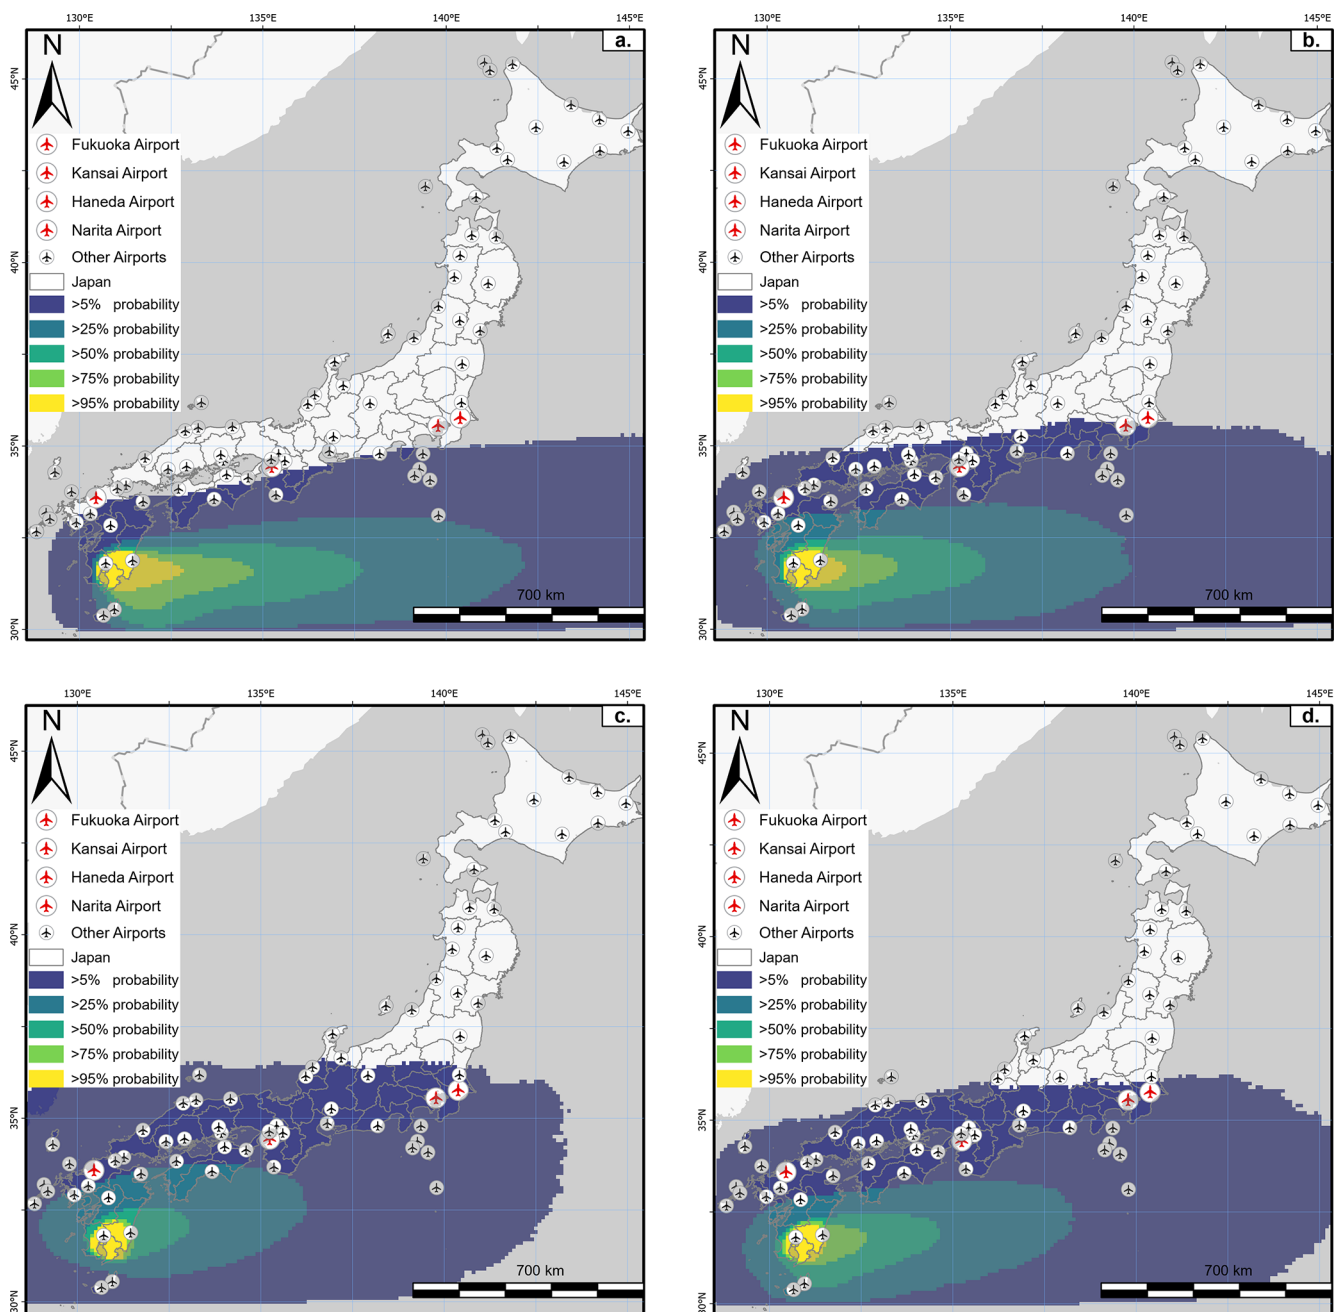 130°E 135°E 140°E 145°E
N
a.
45°N
Fukuoka Airport
Kansai Airport
Haneda Airport
Narita Airport
Other Airports
40°N
Japan
>5% probability
>25% probability
>50% probability
>75% probability
>95% probability
35°N
700 km
30°N
130°E 135°E 140°E 145°E
N
b.
45°N
Fukuoka Airport
Kansai Airport
Haneda Airport
Narita Airport
Other Airports
40°N
Japan
>5% probability
>25% probability
>50% probability
>75% probability
>95% probability
35°N
700 km
30°N
130°E 135°E 140°E 145°E
N
c.
45°N
Fukuoka Airport
Kansai Airport
Haneda Airport
Narita Airport
Other Airports
40°N
Japan
>5% probability
>25% probability
>50% probability
>75% probability
>95% probability
35°N
700 km
30°N
130°E 135°E 140°E 145°E
N
d.
45°N
Fukuoka Airport
Kansai Airport
Haneda Airport
Narita Airport
Other Airports
40°N
Japan
>5% probability
>25% probability
>50% probability
>75% probability
>95% probability
35°N
700 km
30°N